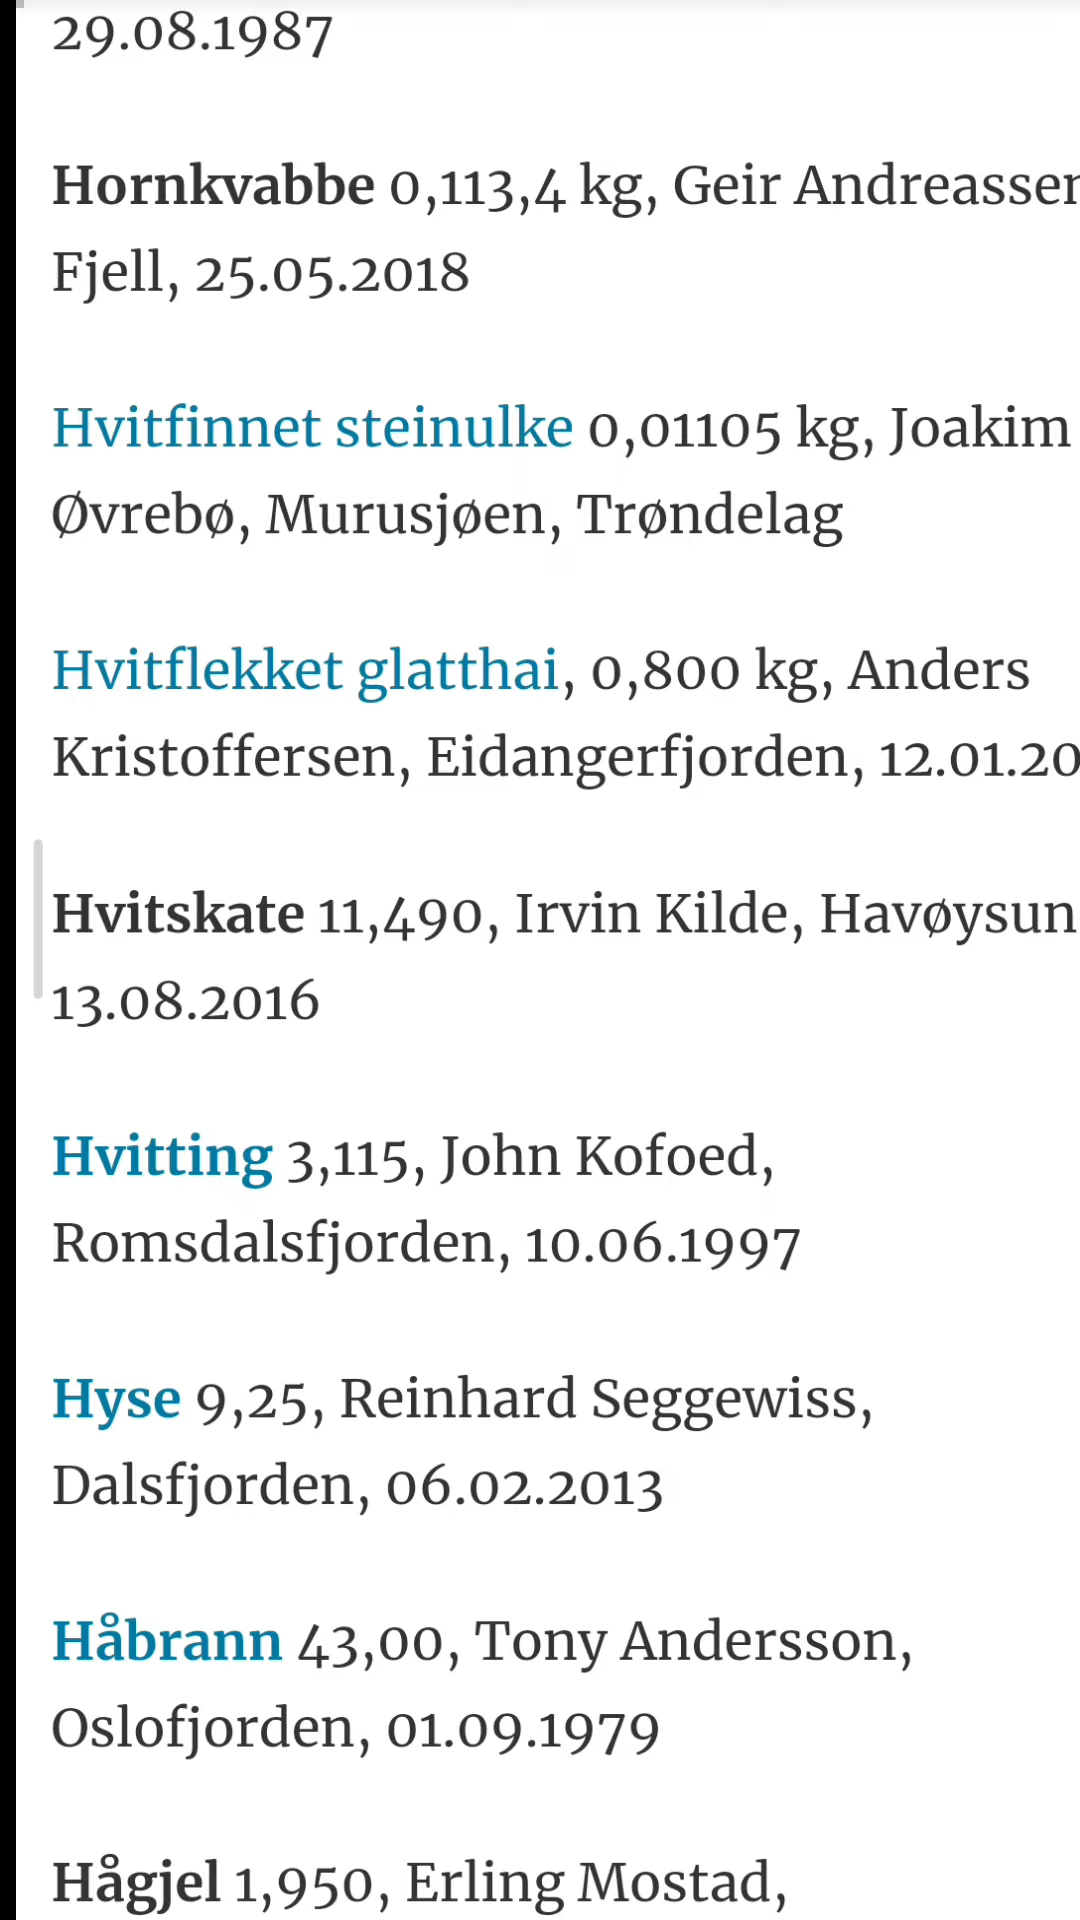 29.08.1987
Hornkvabbe 0,113,4 kg, Geir Andreassen
Fjell, 25.05.2018
Hvitfinnet steinulke 0,01105 kg, Joakim
Øvrebø, Murusjøen, Trøndelag
Hvitflekket glatthai, 0,800 kg, Anders
Kristoffersen, Eidangerfjorden, 12.01.20
Hvitskate 11,490, Irvin Kilde, Havøysun
13.08.2016
Hvitting 3,115, John Kofoed,
Romsdalsfjorden, 10.06.1997
Hyse 9,25, Reinhard Seggewiss,
Dalsfjorden, 06.02.2013
Håbrann 43,00, Tony Andersson,
Oslofjorden, 01.09.1979
Hågjel 1,950, Erling Mostad,